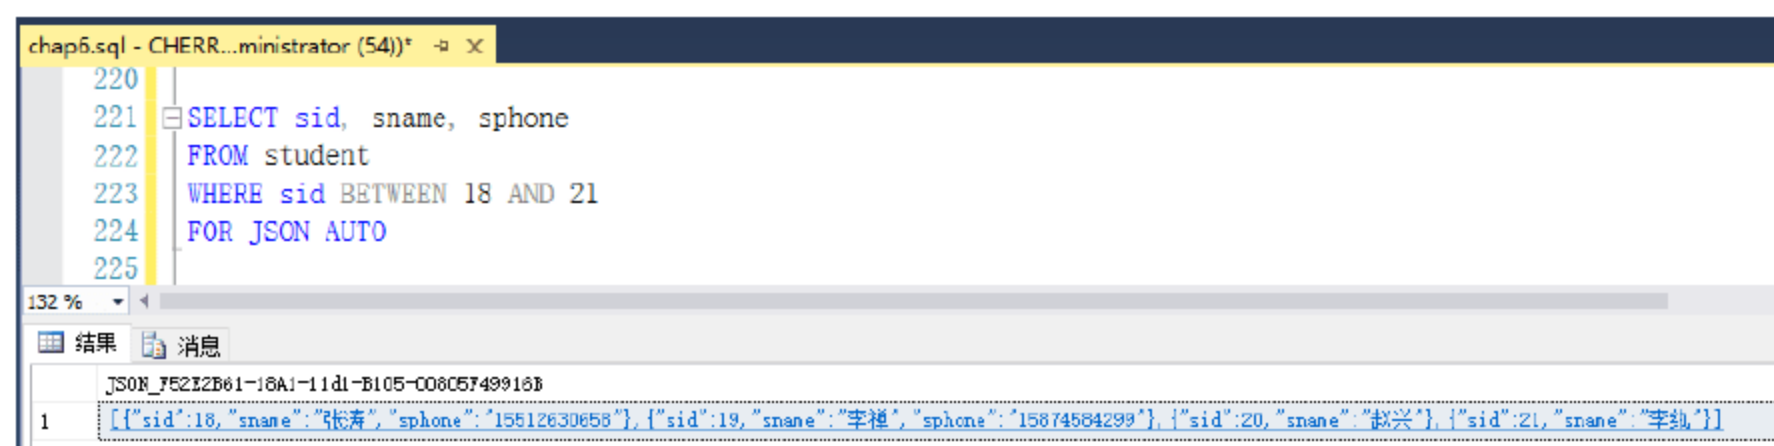 chap6.sql - CHERR...ministrator (54))*
220
221 SELECT sid, sname, sphone
222 FROM student
223 WHERE sid BETWEEN 18 AND 21
224 FOR JSON AUTO
225
132 %
结果 消息
JSON_F52E2B61-18A1-11d1-B105-00805F49916B
1 [{"sid":18,"sname":"张寿","sphone":"15512630658"},{"sid":19,"sname":"李禅","sphone":"15874584299"},{"sid":20,"sname":"赵兴"},{"sid":21,"sname":"李纨"}]